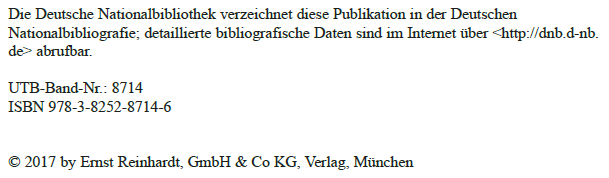 Die Deutsche Nationalbibliothek verzeichnet diese Publikation in der Deutschen
Nationalbibliografie; detaillierte bibliografische Daten sind im Internet über <http://dnb.d-nb.
de> abrufbar.
UTB-Band-Nr.: 8714
ISBN 978-3-8252-8714-6
© 2017 by Ernst Reinhardt, GmbH & Co KG, Verlag, München